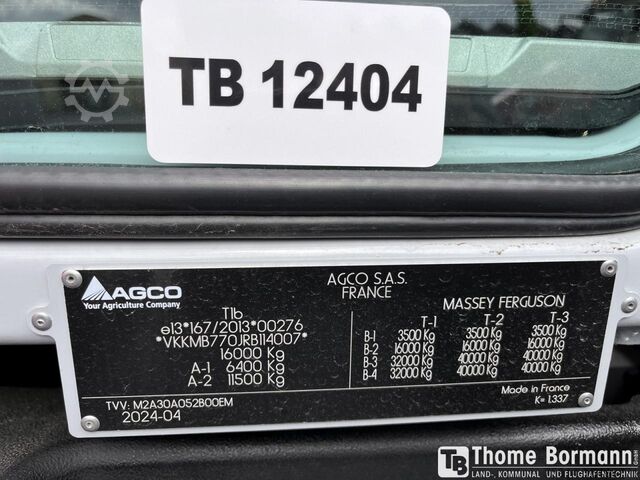 TB 12404
AGCO
Your Agriculture Company
AGCO S.A.S.
FRANCE
MASSEY FERGUSON
T1b
e13*167/2013*00276
*VKKMB770JRB114007*
16000 Kg
A-1 6400 Kg
A-2 11500 Kg
T-1 T-2 T-3
B-1 3500 Kg 3500 Kg 3500 Kg
B-2 16000 Kg 16000 Kg 16000 Kg
B-3 32000 Kg 40000 Kg 40000 Kg
B-4 32000 Kg 40000 Kg 40000 Kg
TVV: M2A30A052B00EM
2024-04
Made in France
K= 1.337
TB Thome Bormann GmbH
LAND-, KOMMUNAL- UND FLUGHAFENTECHNIK